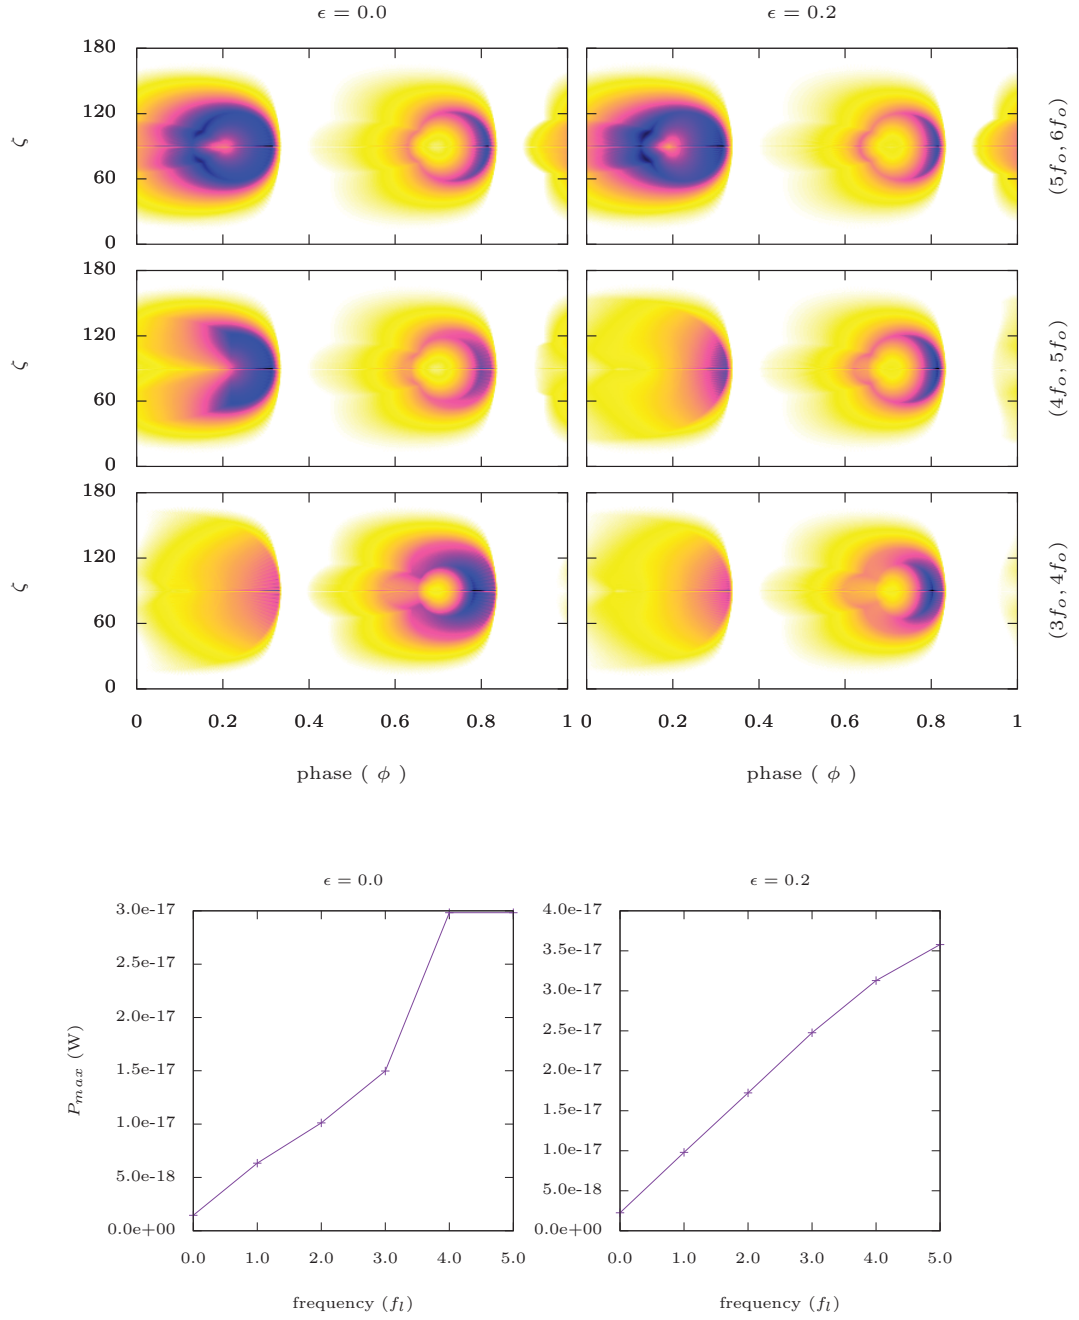 ϵ = 0.0 ϵ = 0.2
180
120
ζ
60
0
(5f_o, 6f_o)
180
120
ζ
60
0
(4f_o, 5f_o)
180
120
ζ
60
0
(3f_o, 4f_o)
0 0.2 0.4 0.6 0.8 1 0 0.2 0.4 0.6 0.8 1
phase ( ϕ ) phase ( ϕ )
ϵ = 0.0 ϵ = 0.2
P_max (W)
3.0e-17
2.5e-17
2.0e-17
1.5e-17
1.0e-17
5.0e-18
0.0e+00
4.0e-17
3.5e-17
3.0e-17
2.5e-17
2.0e-17
1.5e-17
1.0e-17
5.0e-18
0.0e+00
0.0 1.0 2.0 3.0 4.0 5.0 0.0 1.0 2.0 3.0 4.0 5.0
frequency (f_l) frequency (f_l)